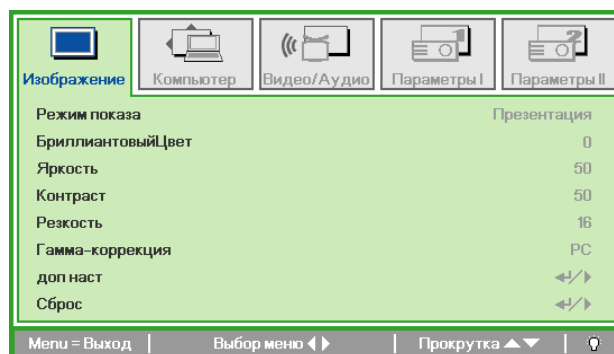 Изображение Компьютер Видео/Аудио Параметры I Параметры II
Режим показа Презентация
БриллиантовыйЦвет 0
Яркость 50
Контраст 50
Резкость 16
Гамма-коррекция PC
доп наст ↵/▶
Сброс ↵/▶
Menu = Выход | Выбор меню ◀ ▶ | Прокрутка ▲▼ |